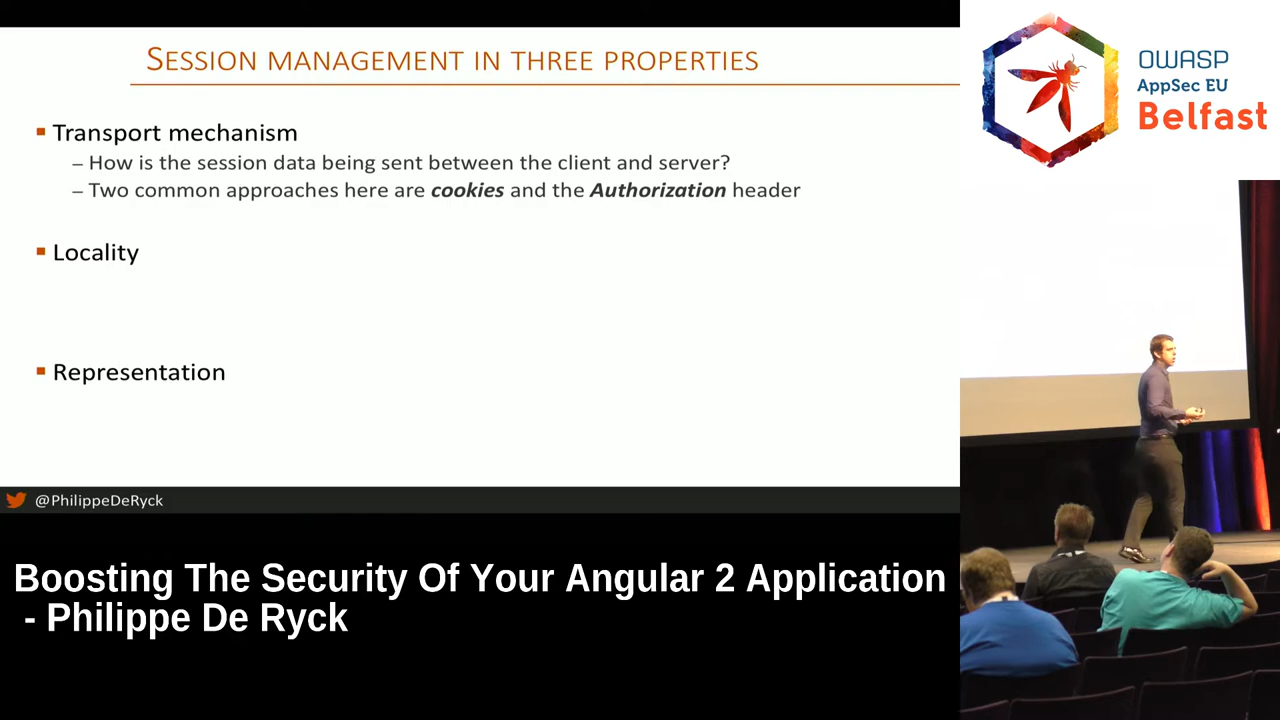 SESSION MANAGEMENT IN THREE PROPERTIES
Transport mechanism
– How is the session data being sent between the client and server?
– Two common approaches here are cookies and the Authorization header
Locality
Representation
@PhilippeDeRyck
Boosting The Security Of Your Angular 2 Application
- Philippe De Ryck
OWASP
AppSec EU
Belfast